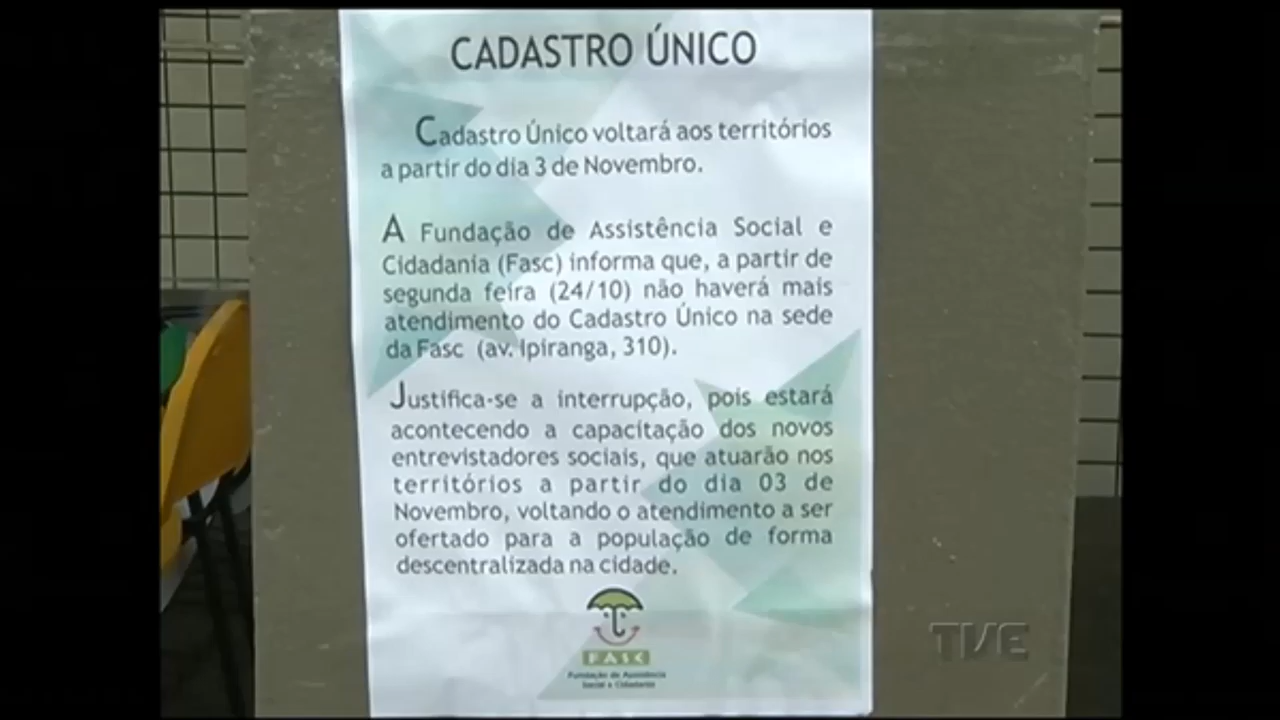 CADASTRO ÚNICO
Cadastro Único voltará aos territórios
a partir do dia 3 de Novembro.
A Fundação de Assistência Social e
Cidadania (Fasc) informa que, a partir de
segunda feira (24/10) não haverá mais
atendimento do Cadastro Único na sede
da Fasc (av. Ipiranga, 310).
Justifica-se a interrupção, pois estará
acontecendo a capacitação dos novos
entrevistadores sociais, que atuarão nos
territórios a partir do dia 03 de
Novembro, voltando o atendimento a ser
ofertado para a população de forma
descentralizada na cidade.
FASC
Fundação de Assistência
Social e Cidadania
TVE